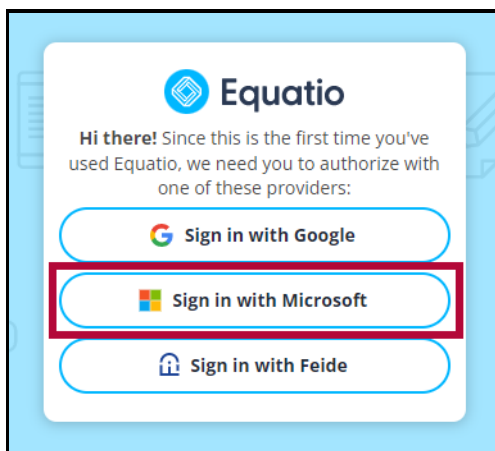 Equatio
Hi there! Since this is the first time you've
used Equatio, we need you to authorize with
one of these providers:
Sign in with Google
Sign in with Microsoft
Sign in with Feide